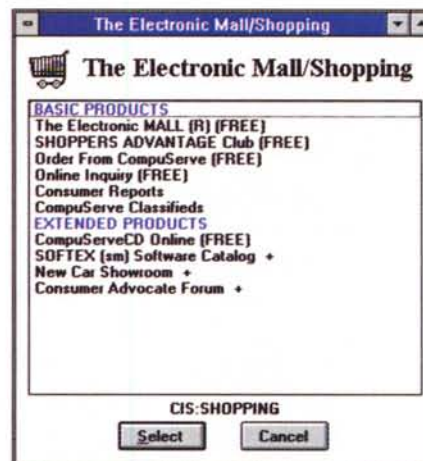 The Electronic Mall/Shopping
The Electronic Mall/Shopping
BASIC PRODUCTS
The Electronic MALL (R) (FREE)
SHOPPERS ADVANTAGE Club (FREE)
Order From CompuServe (FREE)
Online Inquiry (FREE)
Consumer Reports
CompuServe Classifieds
EXTENDED PRODUCTS
CompuServeCD Online (FREE)
SOFTEX (sm) Software Catalog +
New Car Showroom +
Consumer Advocate Forum +
CIS:SHOPPING
Select Cancel